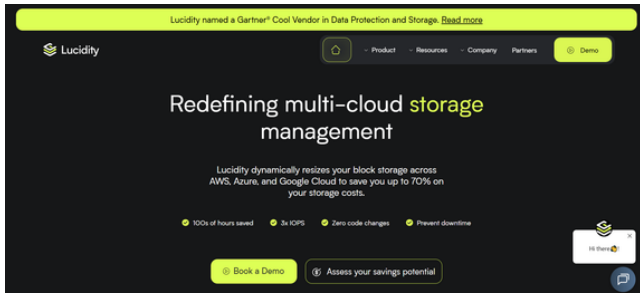 Lucidity named a Gartner® Cool Vendor in Data Protection and Storage. Read more
Lucidity
Product
Resources
Company
Partners
Demo
Redefining multi-cloud storage
management
Lucidity dynamically resizes your block storage across
AWS, Azure, and Google Cloud to save you up to 70% on
your storage costs.
100s of hours saved
3x IOPS
Zero code changes
Prevent downtime
Hi there👋!
Book a Demo
Assess your savings potential